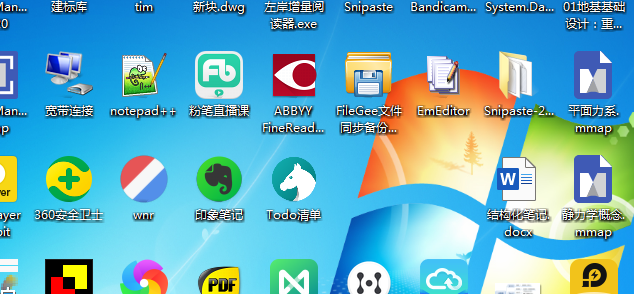 Man...
建标库
tim
新块.dwg
左岸增量阅
读器.exe
Snipaste
Bandicam...
System.Da...
01地基基础
设计：重...
Man...
p
宽带连接
notepad++
Fb
粉笔直播课
ABBYY
FineRead...
FileGee文件
同步备份...
EmEditor
Snipaste-2...
M
平面力系.
mmap
yer
ayer
bit
360安全卫士
wnr
印象笔记
Todo清单
W
结构化笔记.
docx
M
静力学概念.
mmap
PDF